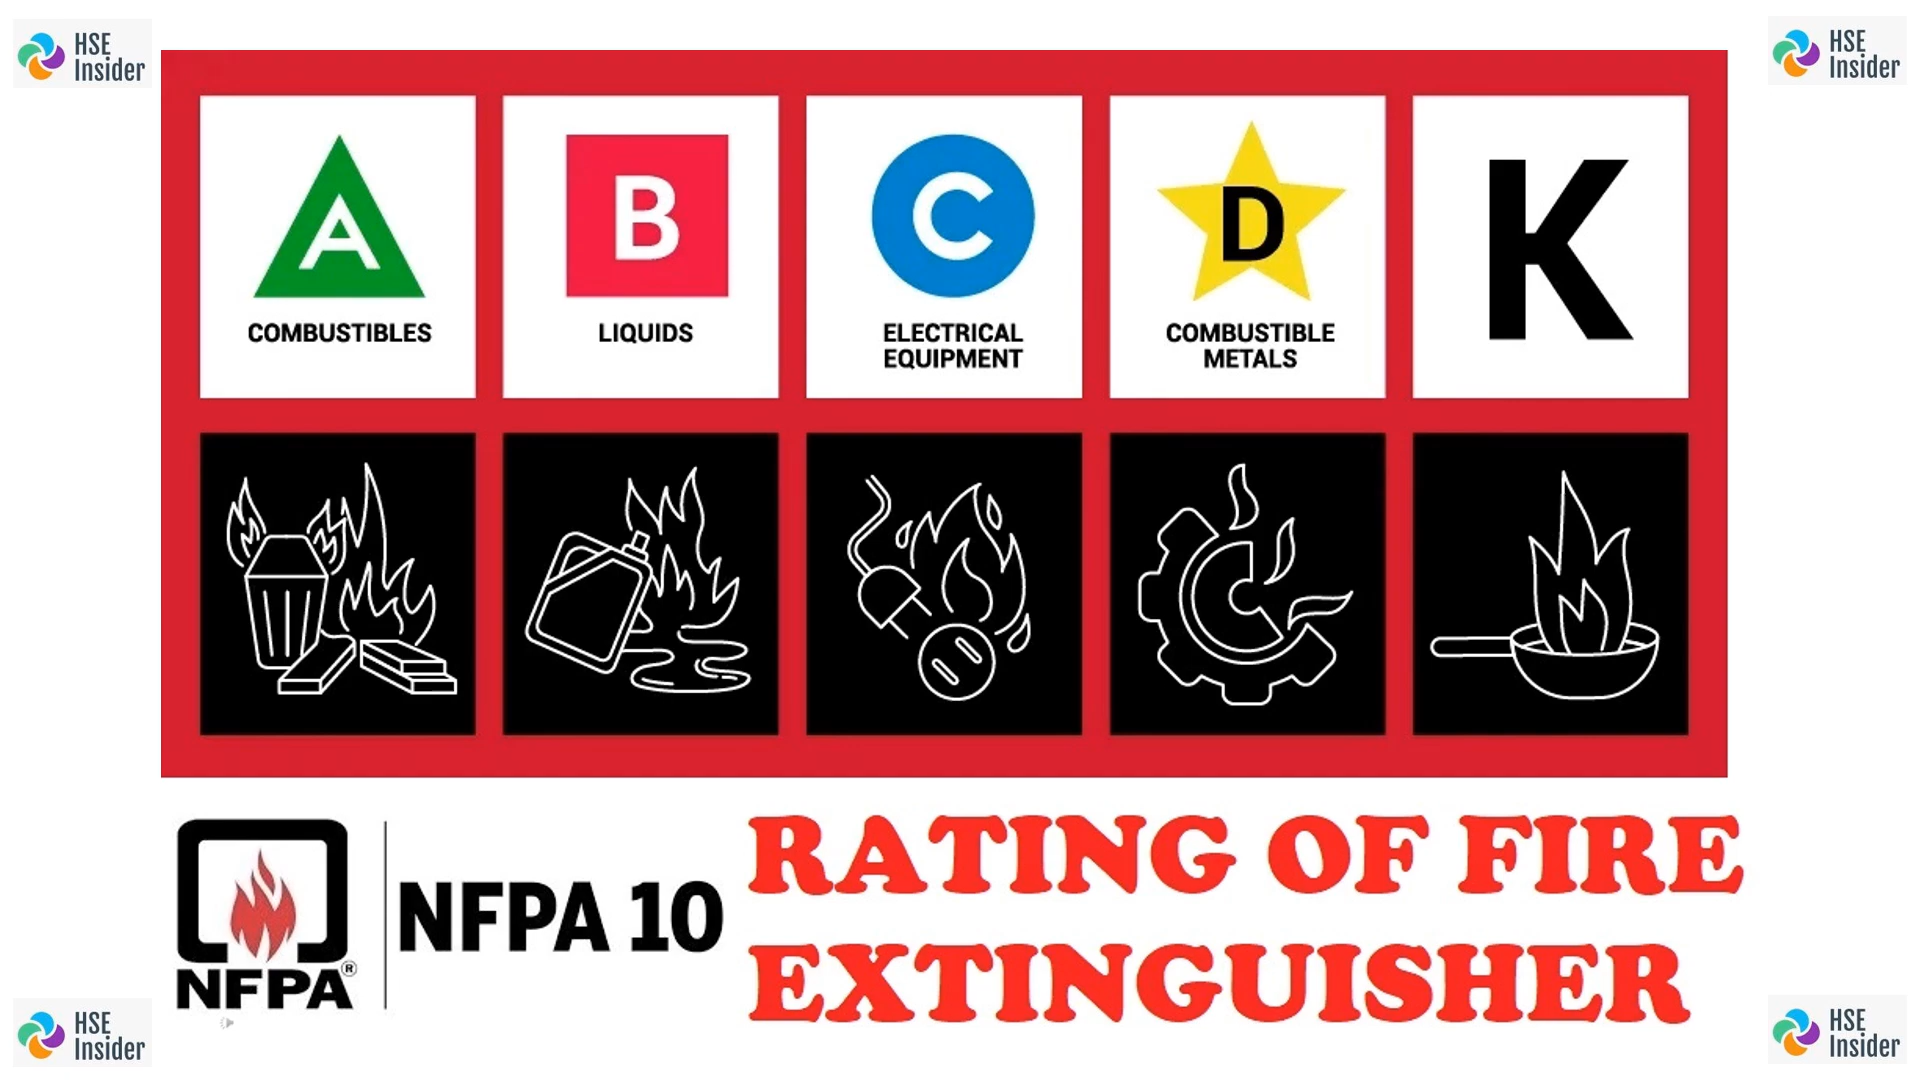 HSE
Insider
HSE
Insider
A
B
C
D
K
COMBUSTIBLES
LIQUIDS
ELECTRICAL
EQUIPMENT
COMBUSTIBLE
METALS
NFPA®
NFPA 10
RATING OF FIRE
EXTINGUISHER
HSE
Insider
HSE
Insider